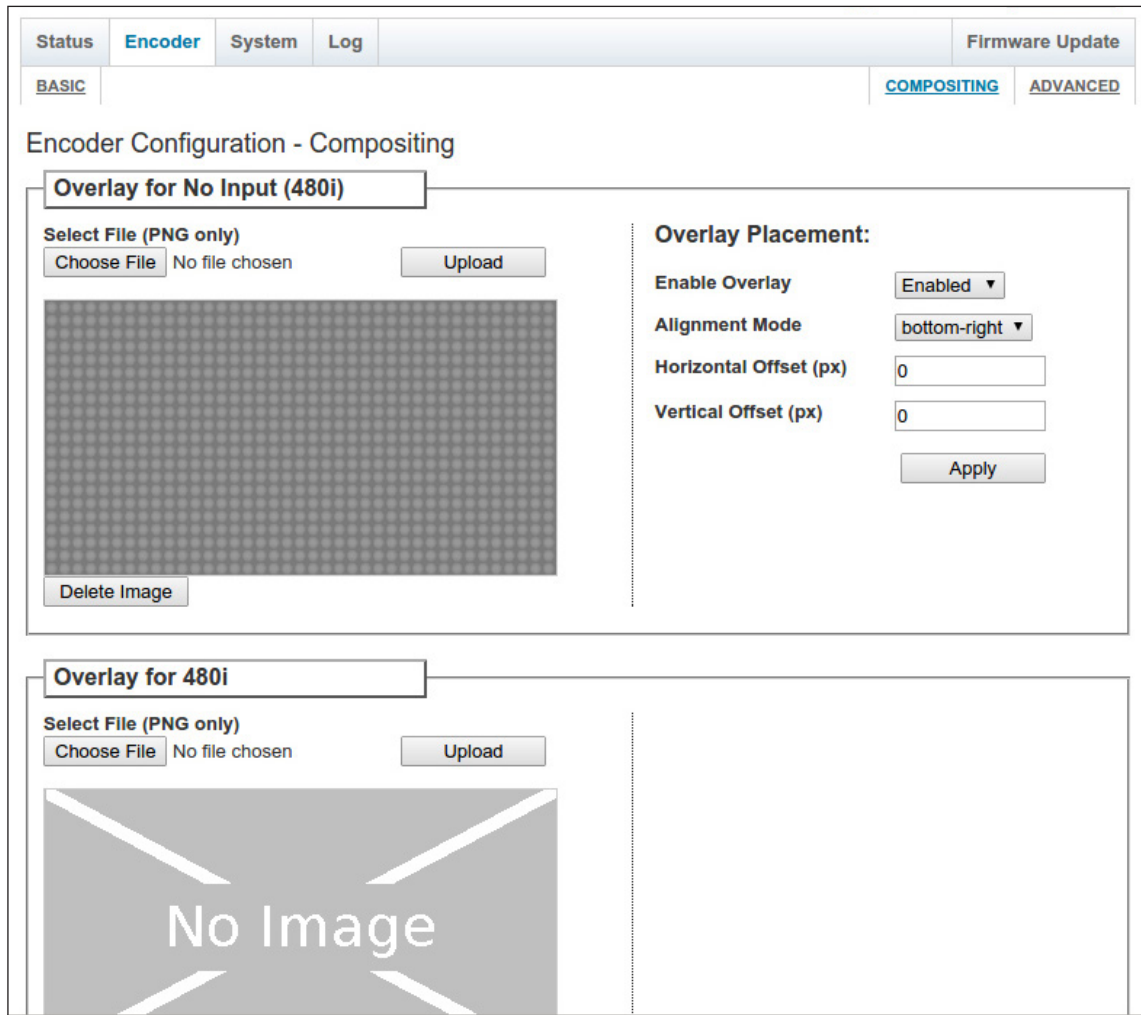 Status Encoder System Log Firmware Update
BASIC COMPOSITING ADVANCED
Encoder Configuration - Compositing
Overlay for No Input (480i)
Select File (PNG only)
Choose File No file chosen Upload
Delete Image
Overlay Placement:
Enable Overlay Enabled
Alignment Mode bottom-right
Horizontal Offset (px) 0
Vertical Offset (px) 0
Apply
Overlay for 480i
Select File (PNG only)
Choose File No file chosen Upload
No Image